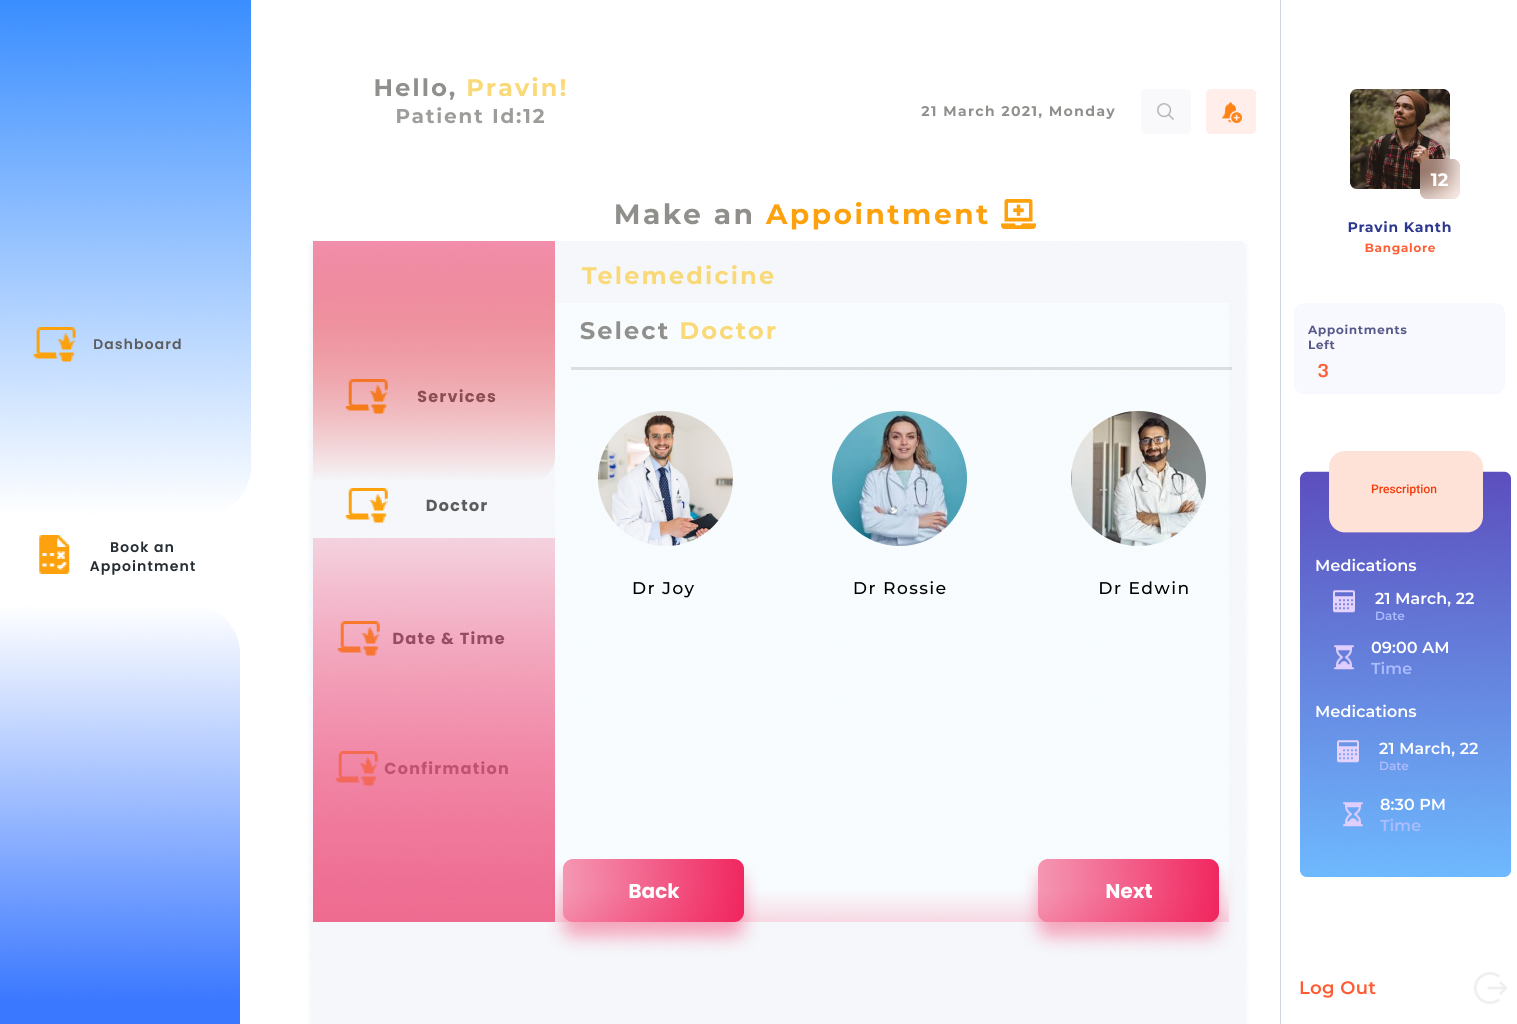 Hello, Pravin!
Patient Id:12
21 March 2021, Monday
Make an Appointment
Dashboard
Book an
Appointment
Services
Doctor
Date & Time
Confirmation
Telemedicine
Select Doctor
Dr Joy
Dr Rossie
Dr Edwin
Back
Next
12
Pravin Kanth
Bangalore
Appointments
Left
3
Prescription
Medications
21 March, 22
Date
09:00 AM
Time
Medications
21 March, 22
Date
8:30 PM
Time
Log Out